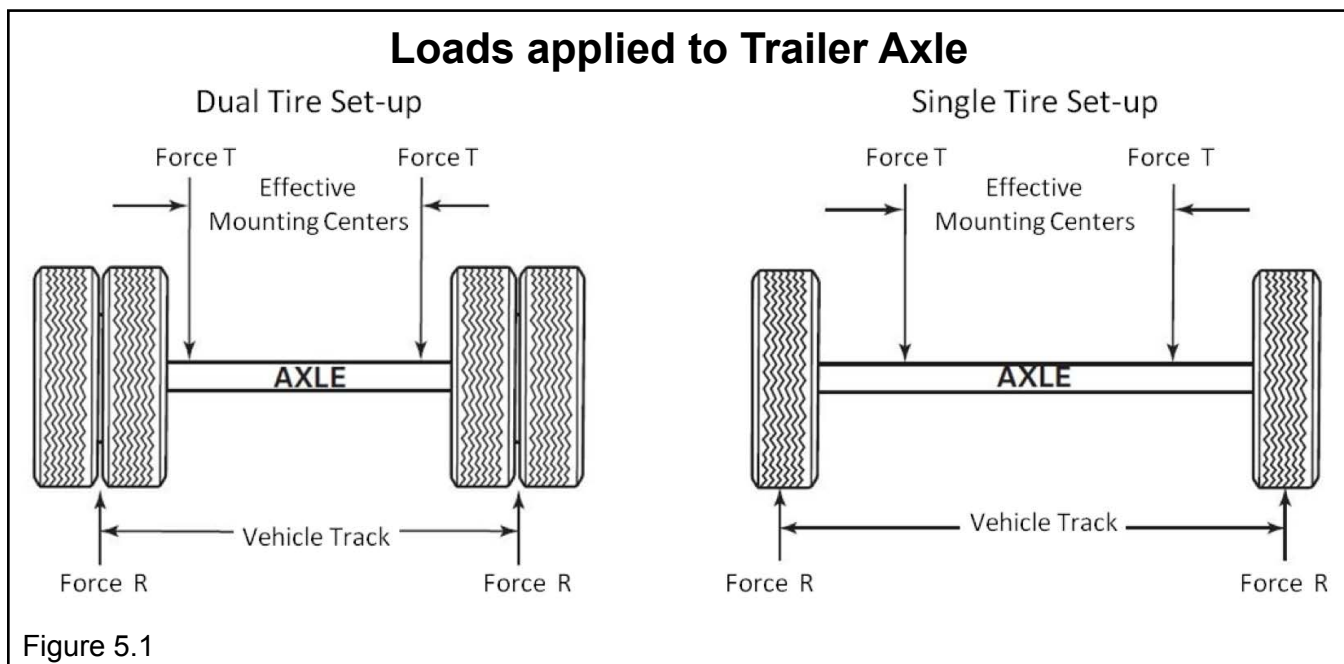 Loads applied to Trailer Axle
Dual Tire Set-up
Force T
Force T
Effective
Mounting Centers
AXLE
Vehicle Track
Force R
Force R
Single Tire Set-up
Force T
Force T
Effective
Mounting Centers
AXLE
Vehicle Track
Force R
Force R
Figure 5.1